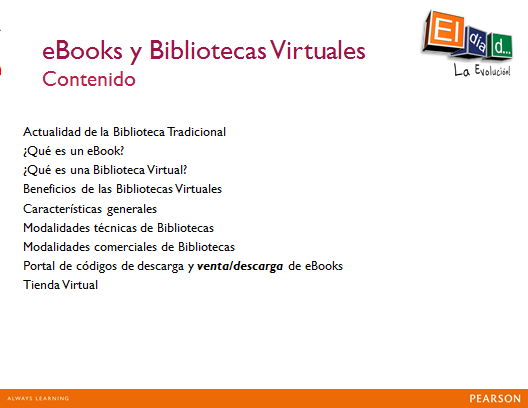 eBooks y Bibliotecas Virtuales
Contenido
El día d...
La Evolución!
Actualidad de la Biblioteca Tradicional
¿Qué es un eBook?
¿Qué es una Biblioteca Virtual?
Beneficios de las Bibliotecas Virtuales
Características generales
Modalidades técnicas de Bibliotecas
Modalidades comerciales de Bibliotecas
Portal de códigos de descarga y venta/descarga de eBooks
Tienda Virtual
ALWAYS LEARNING
PEARSON